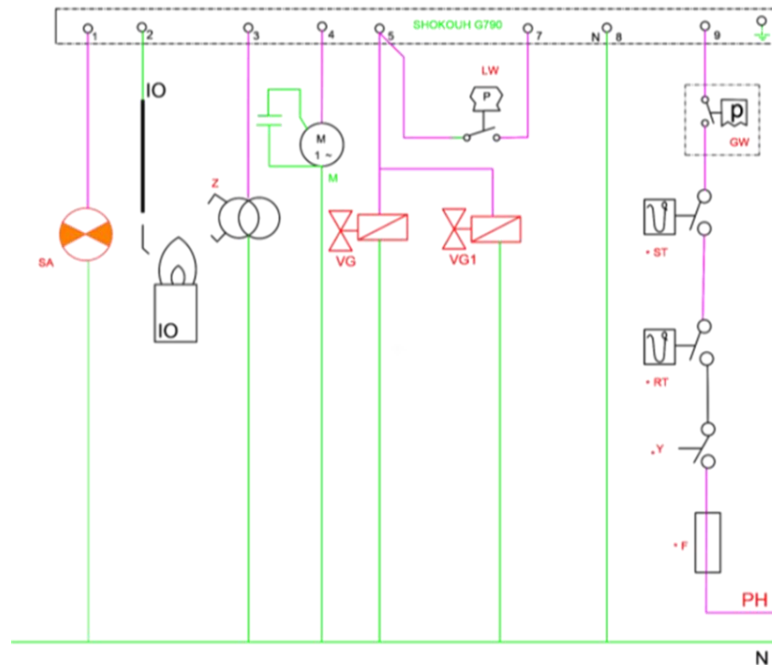 SHOKOUH G790
1
2
3
4
5
7
N 8
9
IO
LW
P
p
GW
M
1 ~
M
Z
• ST
SA
VG
VG1
IO
• RT
. Y
• F
PH
N